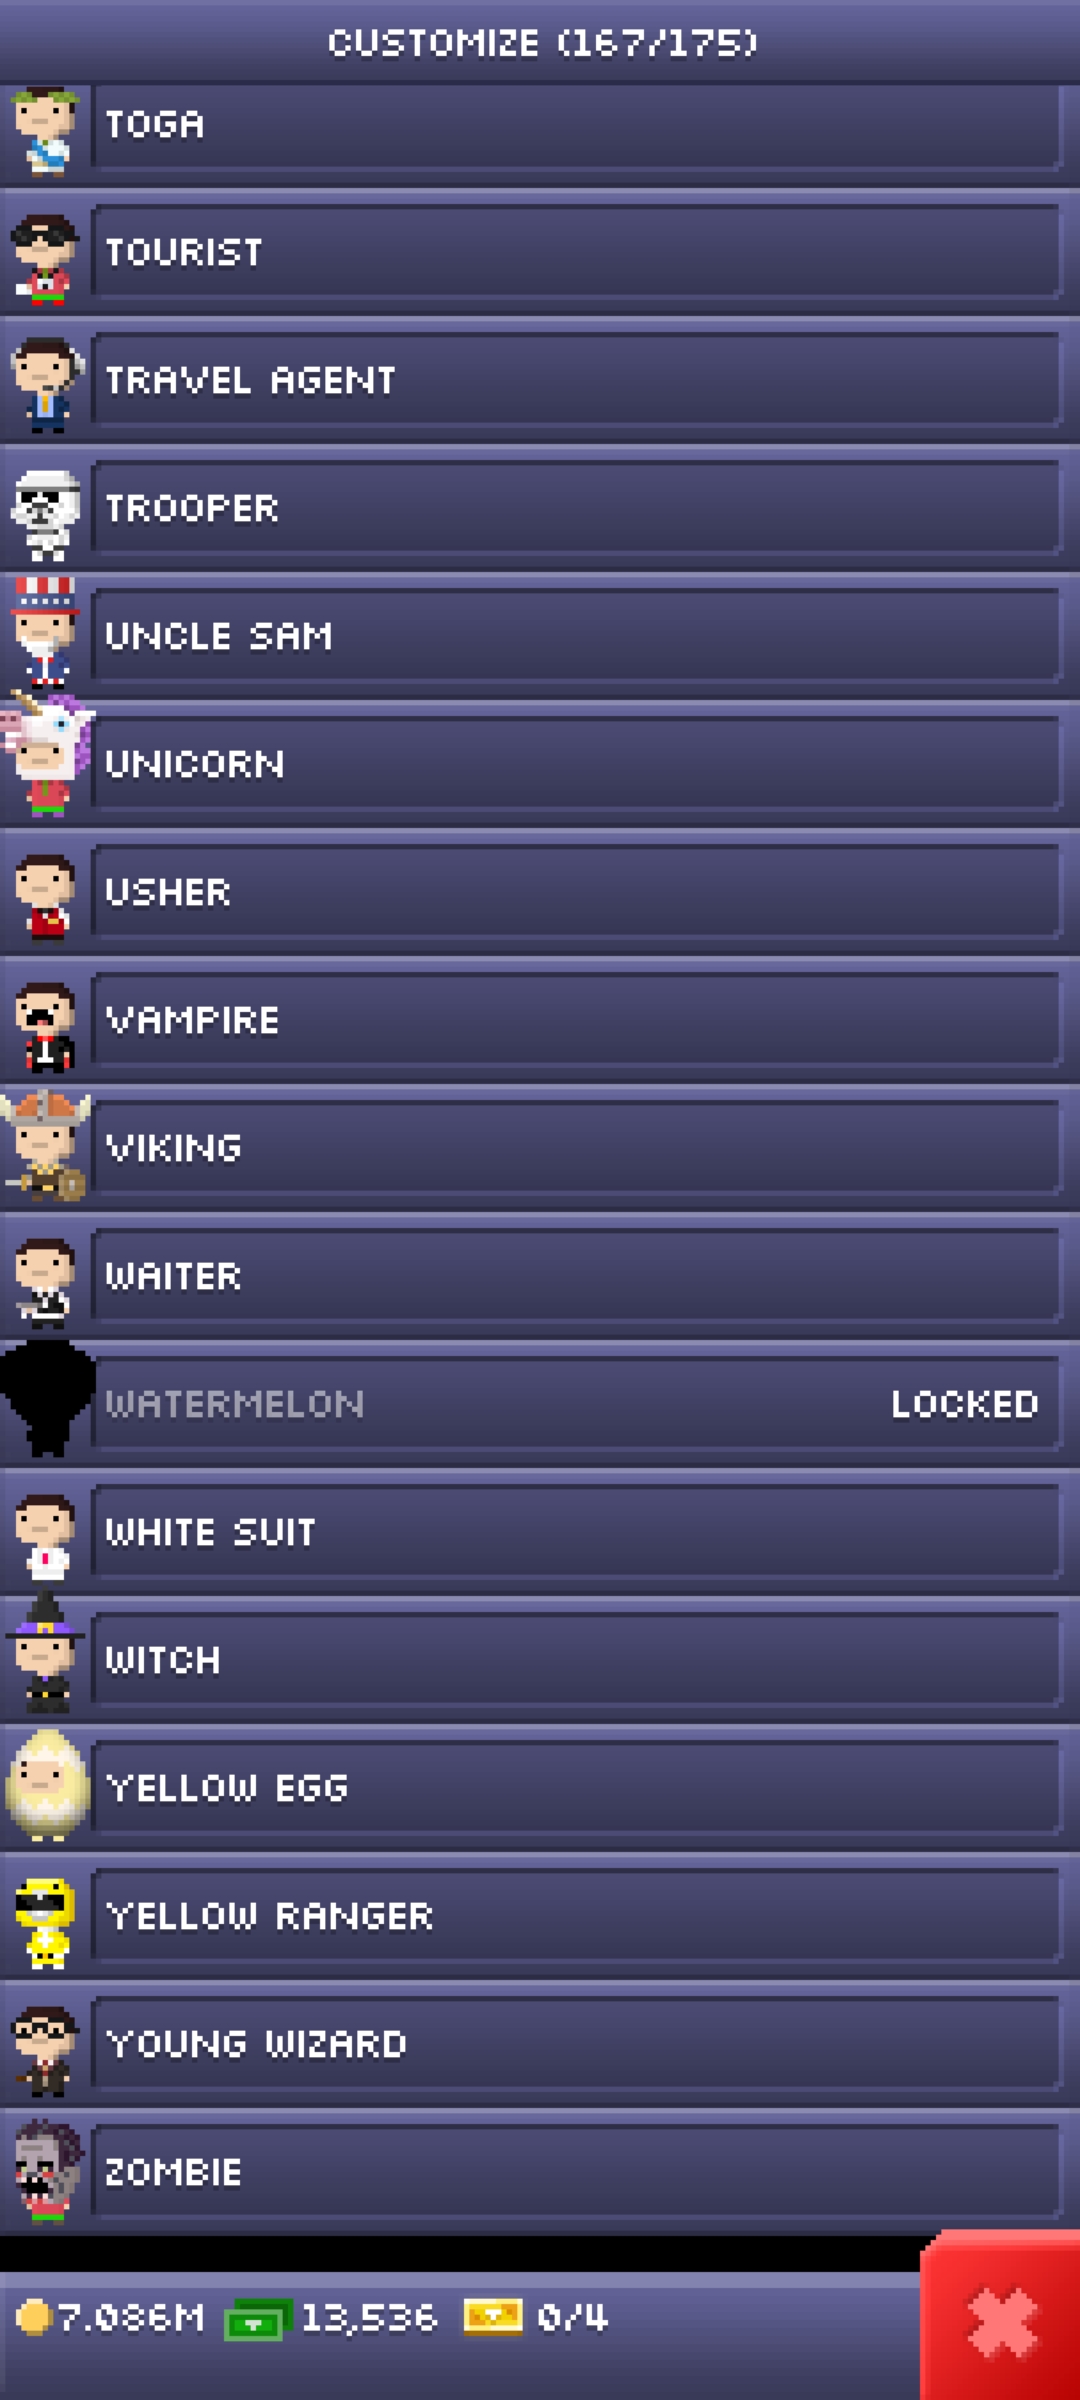 CUSTOMIZE (167/175)
TOGA
TOURIST
TRAVEL AGENT
TROOPER
UNCLE SAM
UNICORN
USHER
VAMPIRE
VIKING
WAITER
WATERMELON LOCKED
WHITE SUIT
WITCH
YELLOW EGG
YELLOW RANGER
YOUNG WIZARD
ZOMBIE
7.086M 13,536 0/4